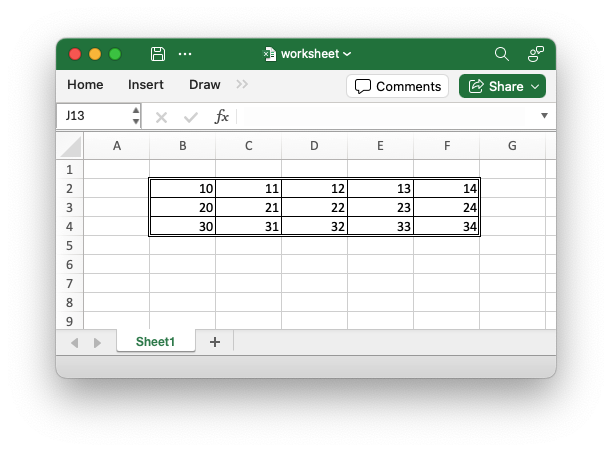 worksheet
Home Insert Draw Comments Share
J13 fx
A B C D E F G
1
2 10 11 12 13 14
3 20 21 22 23 24
4 30 31 32 33 34
5
6
7
8
9
Sheet1 +